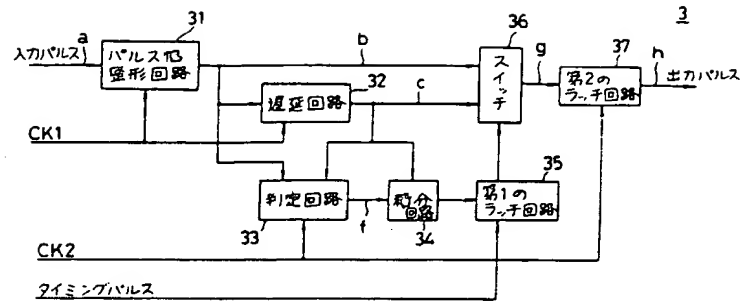 3
31
36
37
入力パルス
a
パルス幅
整形回路
b
スイッチ
g
第2の
ラッチ回路
h
出力パルス
32
遅延回路
c
CK1
35
判定回路
f
積分
回路
第1の
ラッチ回路
33
34
CK2
タイミングパルス